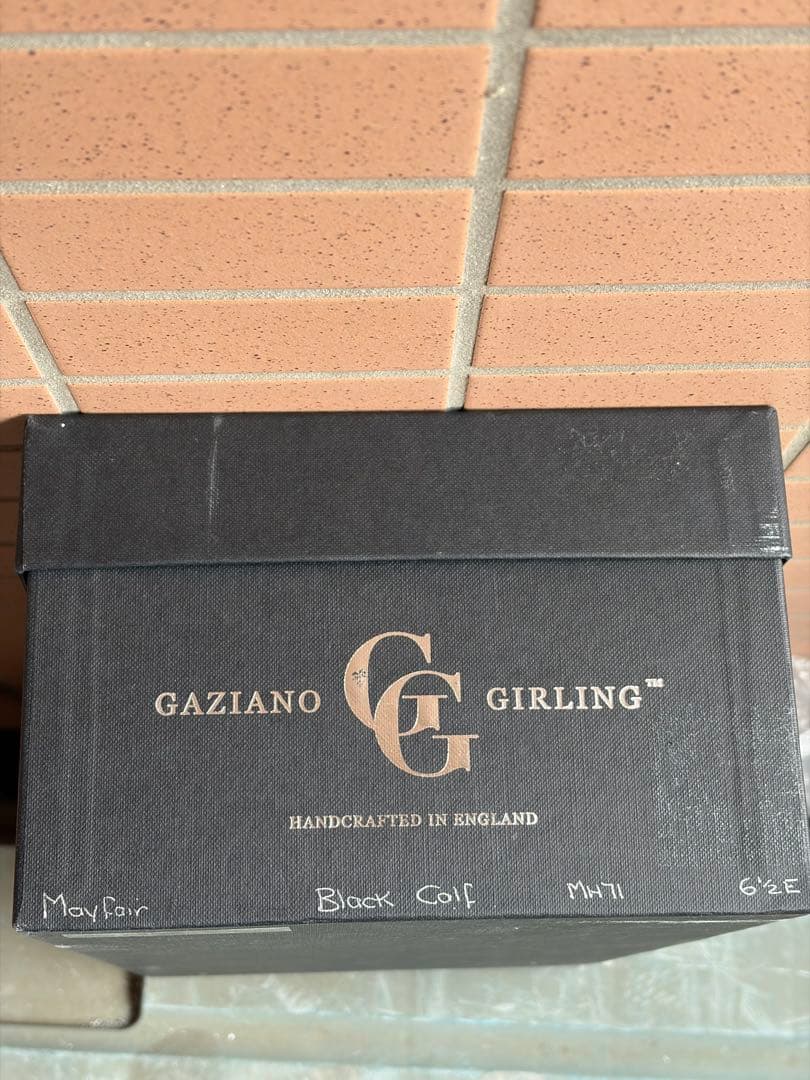 GAZIANO GG GIRLING™
HANDCRAFTED IN ENGLAND
Mayfair Black Calf MH71 6½E